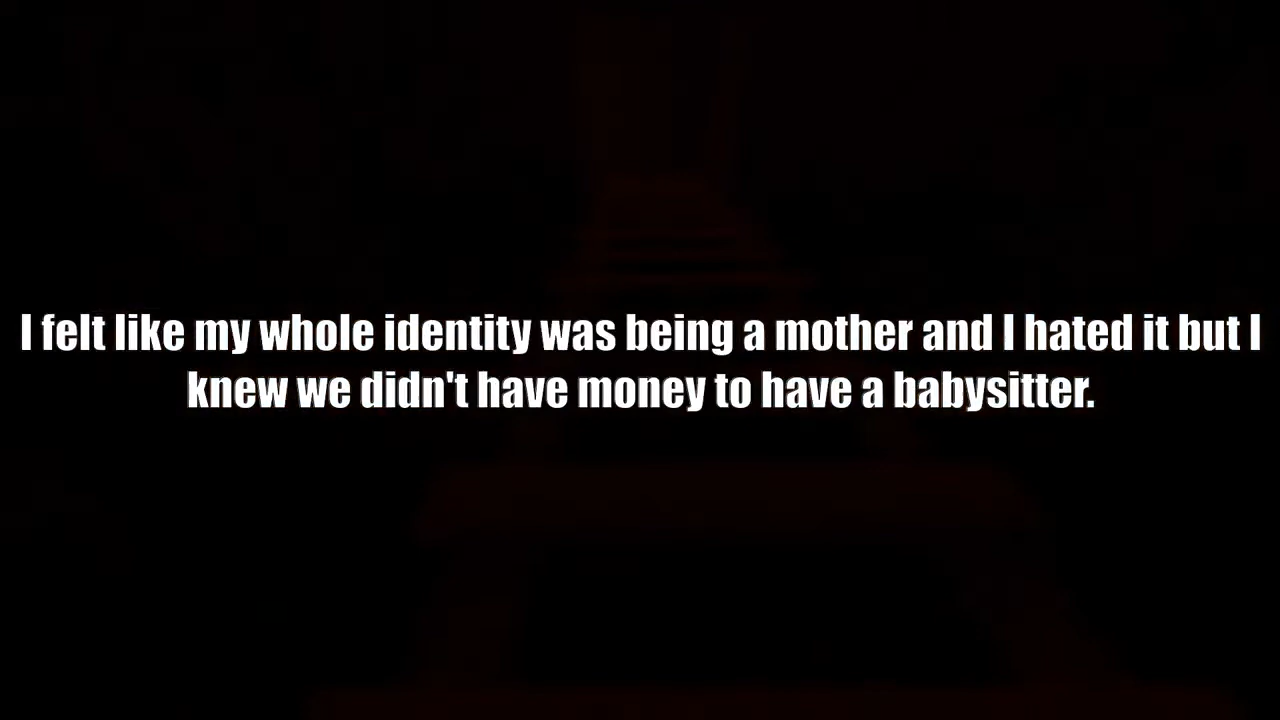 I felt like my whole identity was being a mother and I hated it but I
knew we didn't have money to have a babysitter.